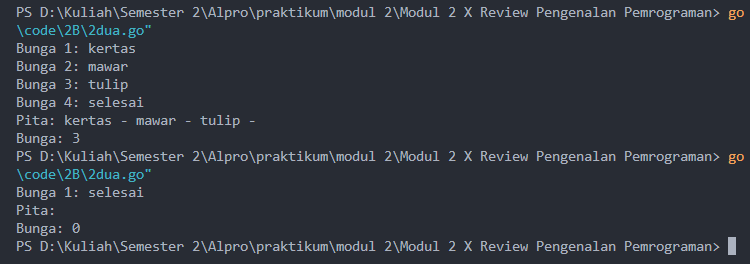 PS D:\Kuliah\Semester 2\Alpro\praktikum\modul 2\Modul 2 X Review Pengenalan Pemrograman> go
\code\2B\2dua.go"
Bunga 1: kertas
Bunga 2: mawar
Bunga 3: tulip
Bunga 4: selesai
Pita: kertas - mawar - tulip -
Bunga: 3
PS D:\Kuliah\Semester 2\Alpro\praktikum\modul 2\Modul 2 X Review Pengenalan Pemrograman> go
\code\2B\2dua.go"
Bunga 1: selesai
Pita:
Bunga: 0
PS D:\Kuliah\Semester 2\Alpro\praktikum\modul 2\Modul 2 X Review Pengenalan Pemrograman>